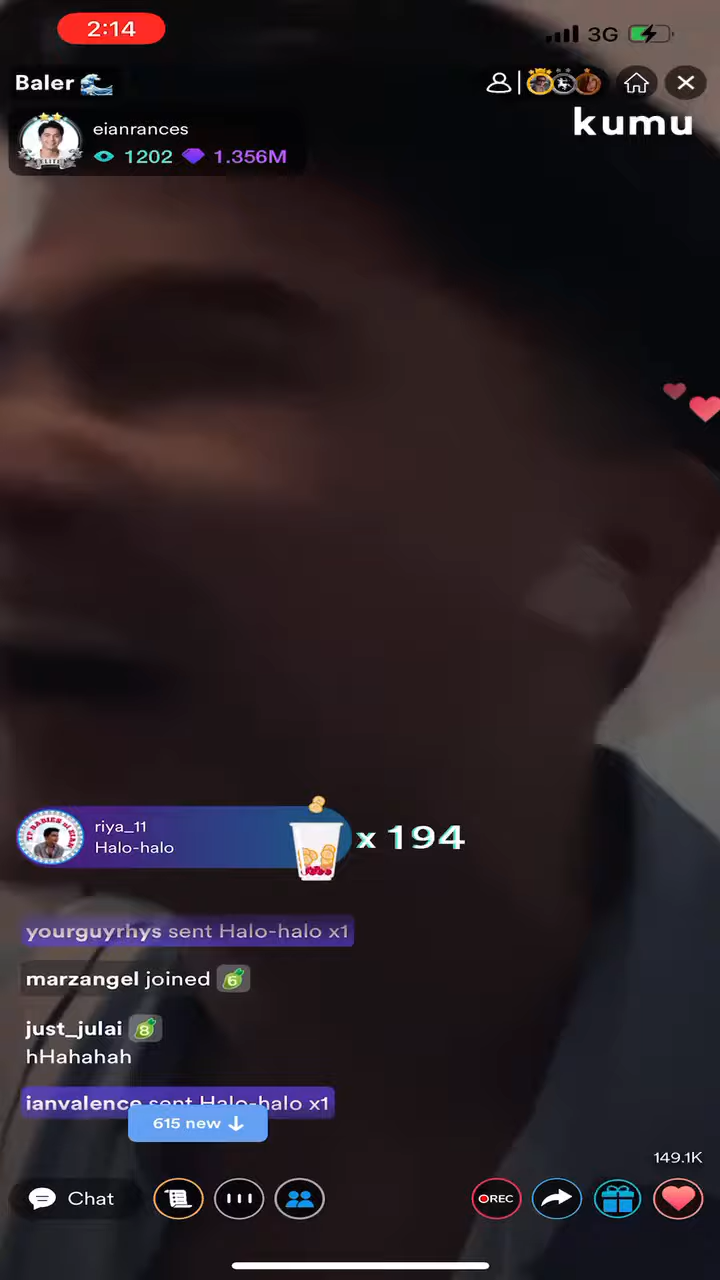 2:14
3G
Baler
kumu
eianrances
1202 1.356M
ELITE
riya_11
Halo-halo
x 194
yourguyrhys sent Halo-halo x1
marzangel joined 6
just_julai 8
hHahahah
ianvalence sent Halo-halo x1
615 new
149.1K
Chat
REC